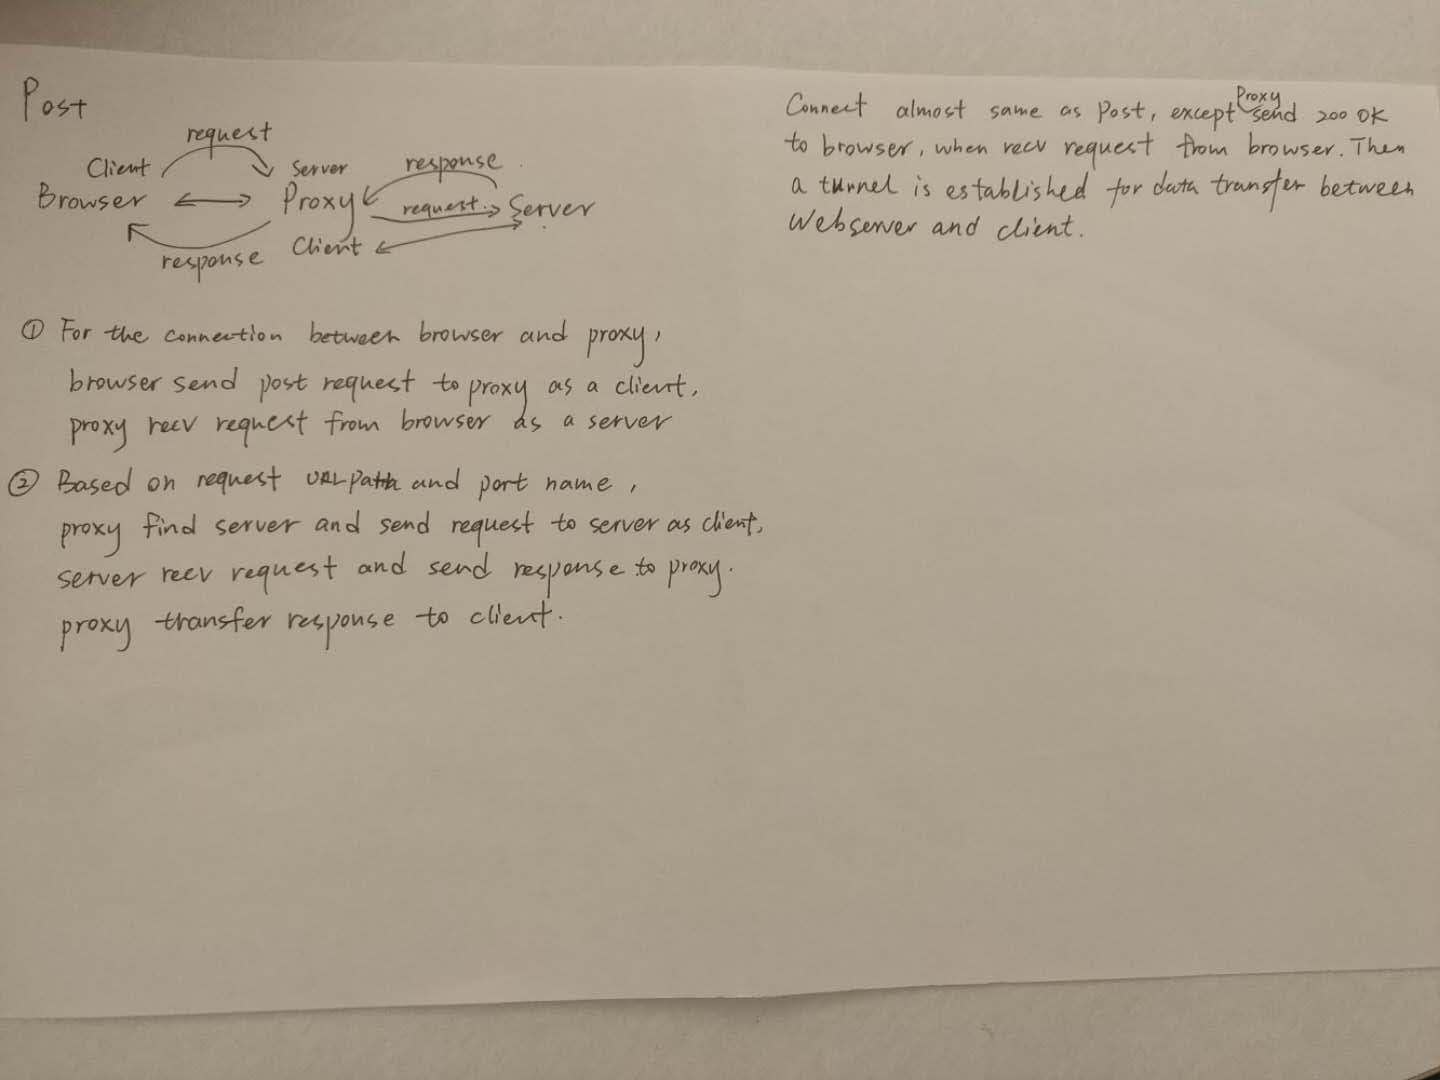 Post
request
Client
Server
response
Browser
Proxy
request
Server
response
Client
① For the connection between browser and proxy,
browser send post request to proxy as a client,
proxy recv request from browser as a server
② Based on request URL path and port name,
proxy find server and send request to server as client,
server recv request and send response to proxy.
proxy transfer response to client.
Proxy
Connect almost same as Post, except send 200 OK
to browser, when recv request from browser. Then
a tunnel is established for data transfer between
Webserver and client.